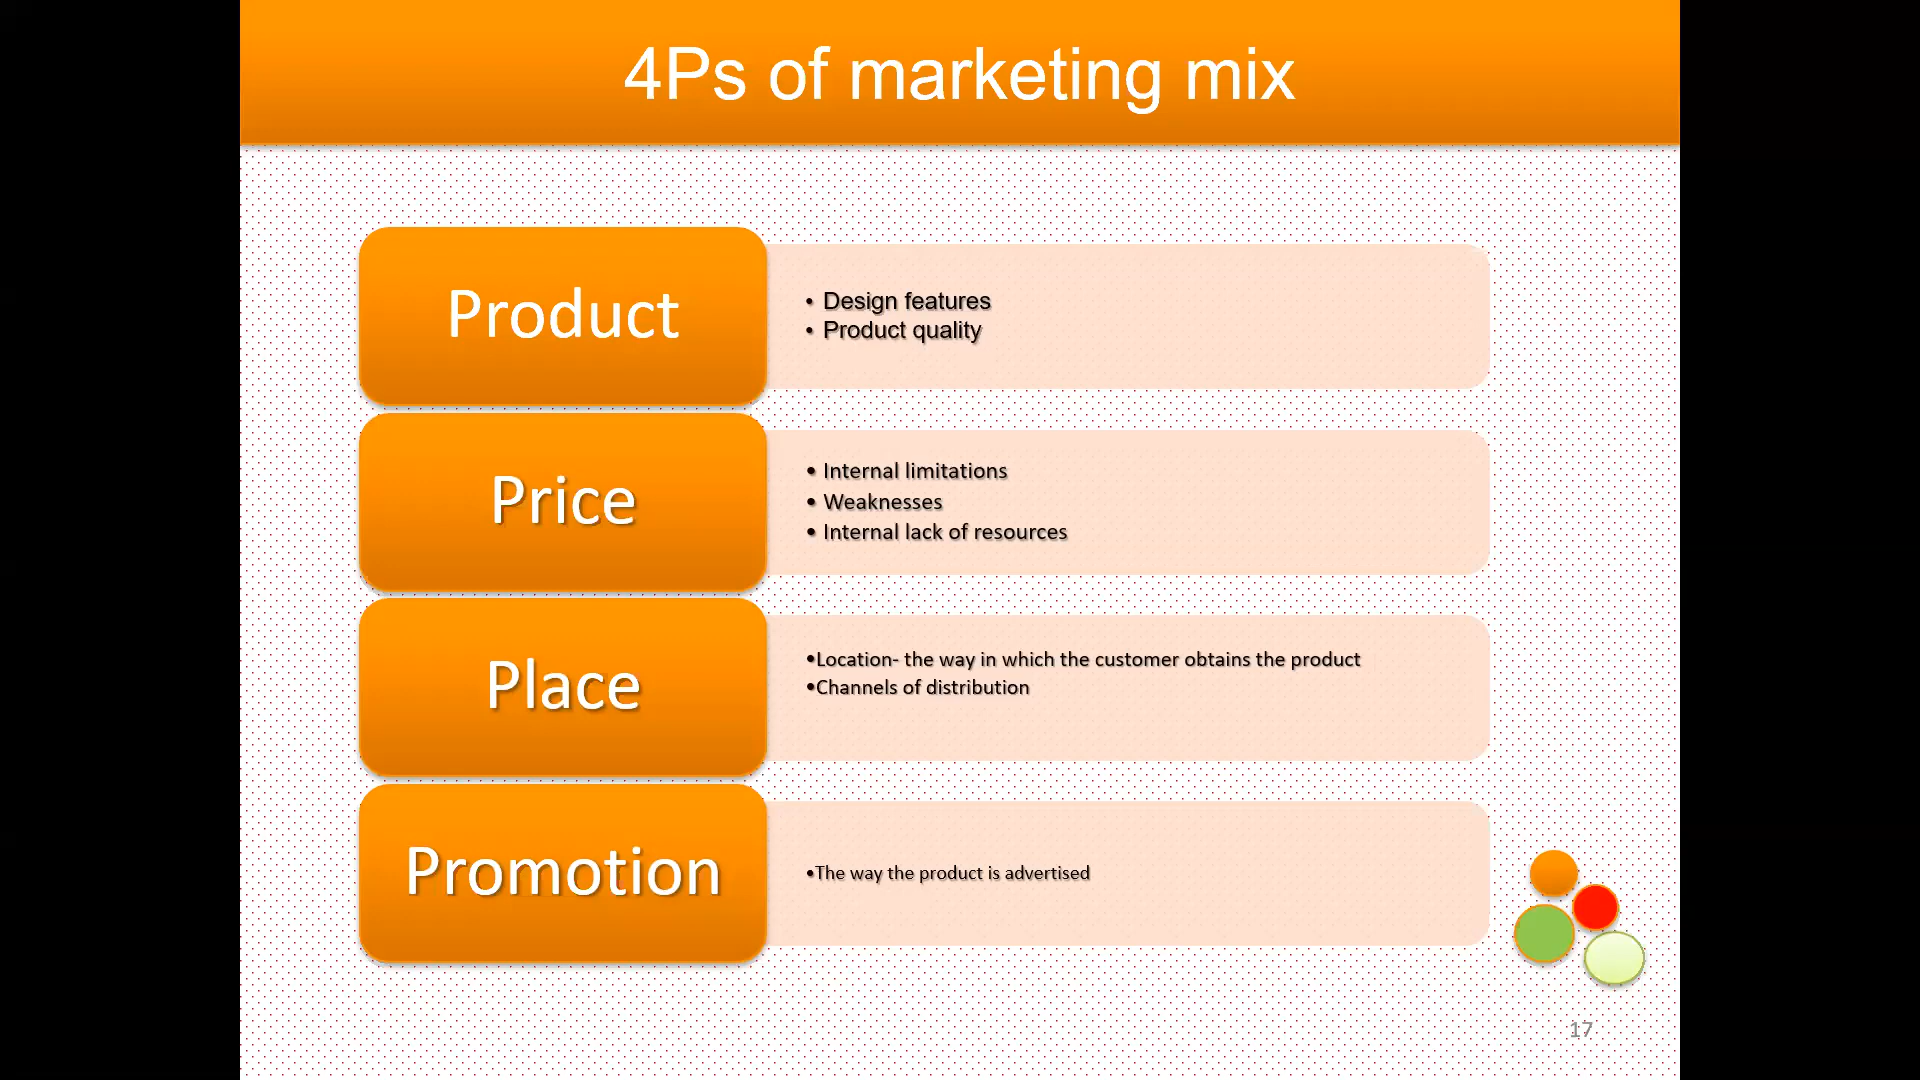 4Ps of marketing mix
Product
• Design features
• Product quality
Price
• Internal limitations
• Weaknesses
• Internal lack of resources
Place
•Location- the way in which the customer obtains the product
•Channels of distribution
Promotion
•The way the product is advertised
17